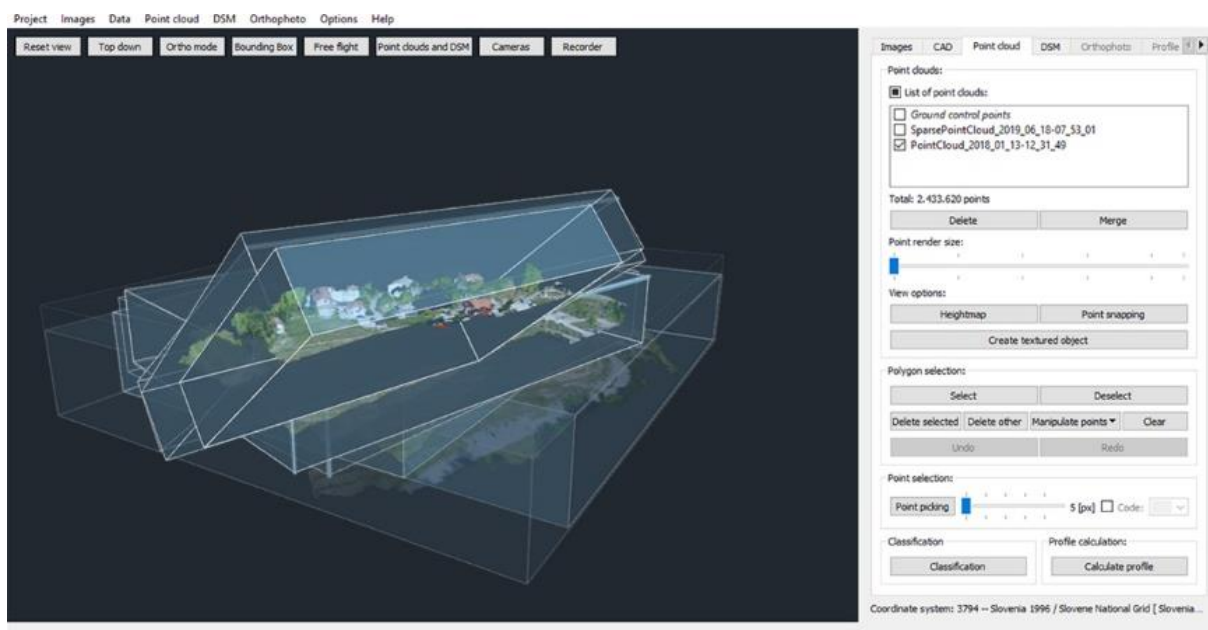 Project Images Data Point cloud DSM Orthophoto Options Help
Reset view Top down Ortho mode Bounding Box Free flight Point clouds and DSM Cameras Recorder
Images CAD Point cloud DSM Orthophoto Profile
Point clouds:
List of point clouds:
Ground control points
SparsePointCloud_2019_06_18-07_53_01
PointCloud_2018_01_13-12_31_49
Total: 2.433.620 points
Delete Merge
Point render size:
View options:
Heightmap Point snapping
Create textured object
Polygon selection:
Select Deselect
Delete selected Delete other Manipulate points Clear
Undo Redo
Point selection:
Point picking 5 [px] Code:
Classification Profile calculation:
Classification Calculate profile
Coordinate system: 3794 -- Slovenia 1996 / Slovene National Grid [ Slovenia...